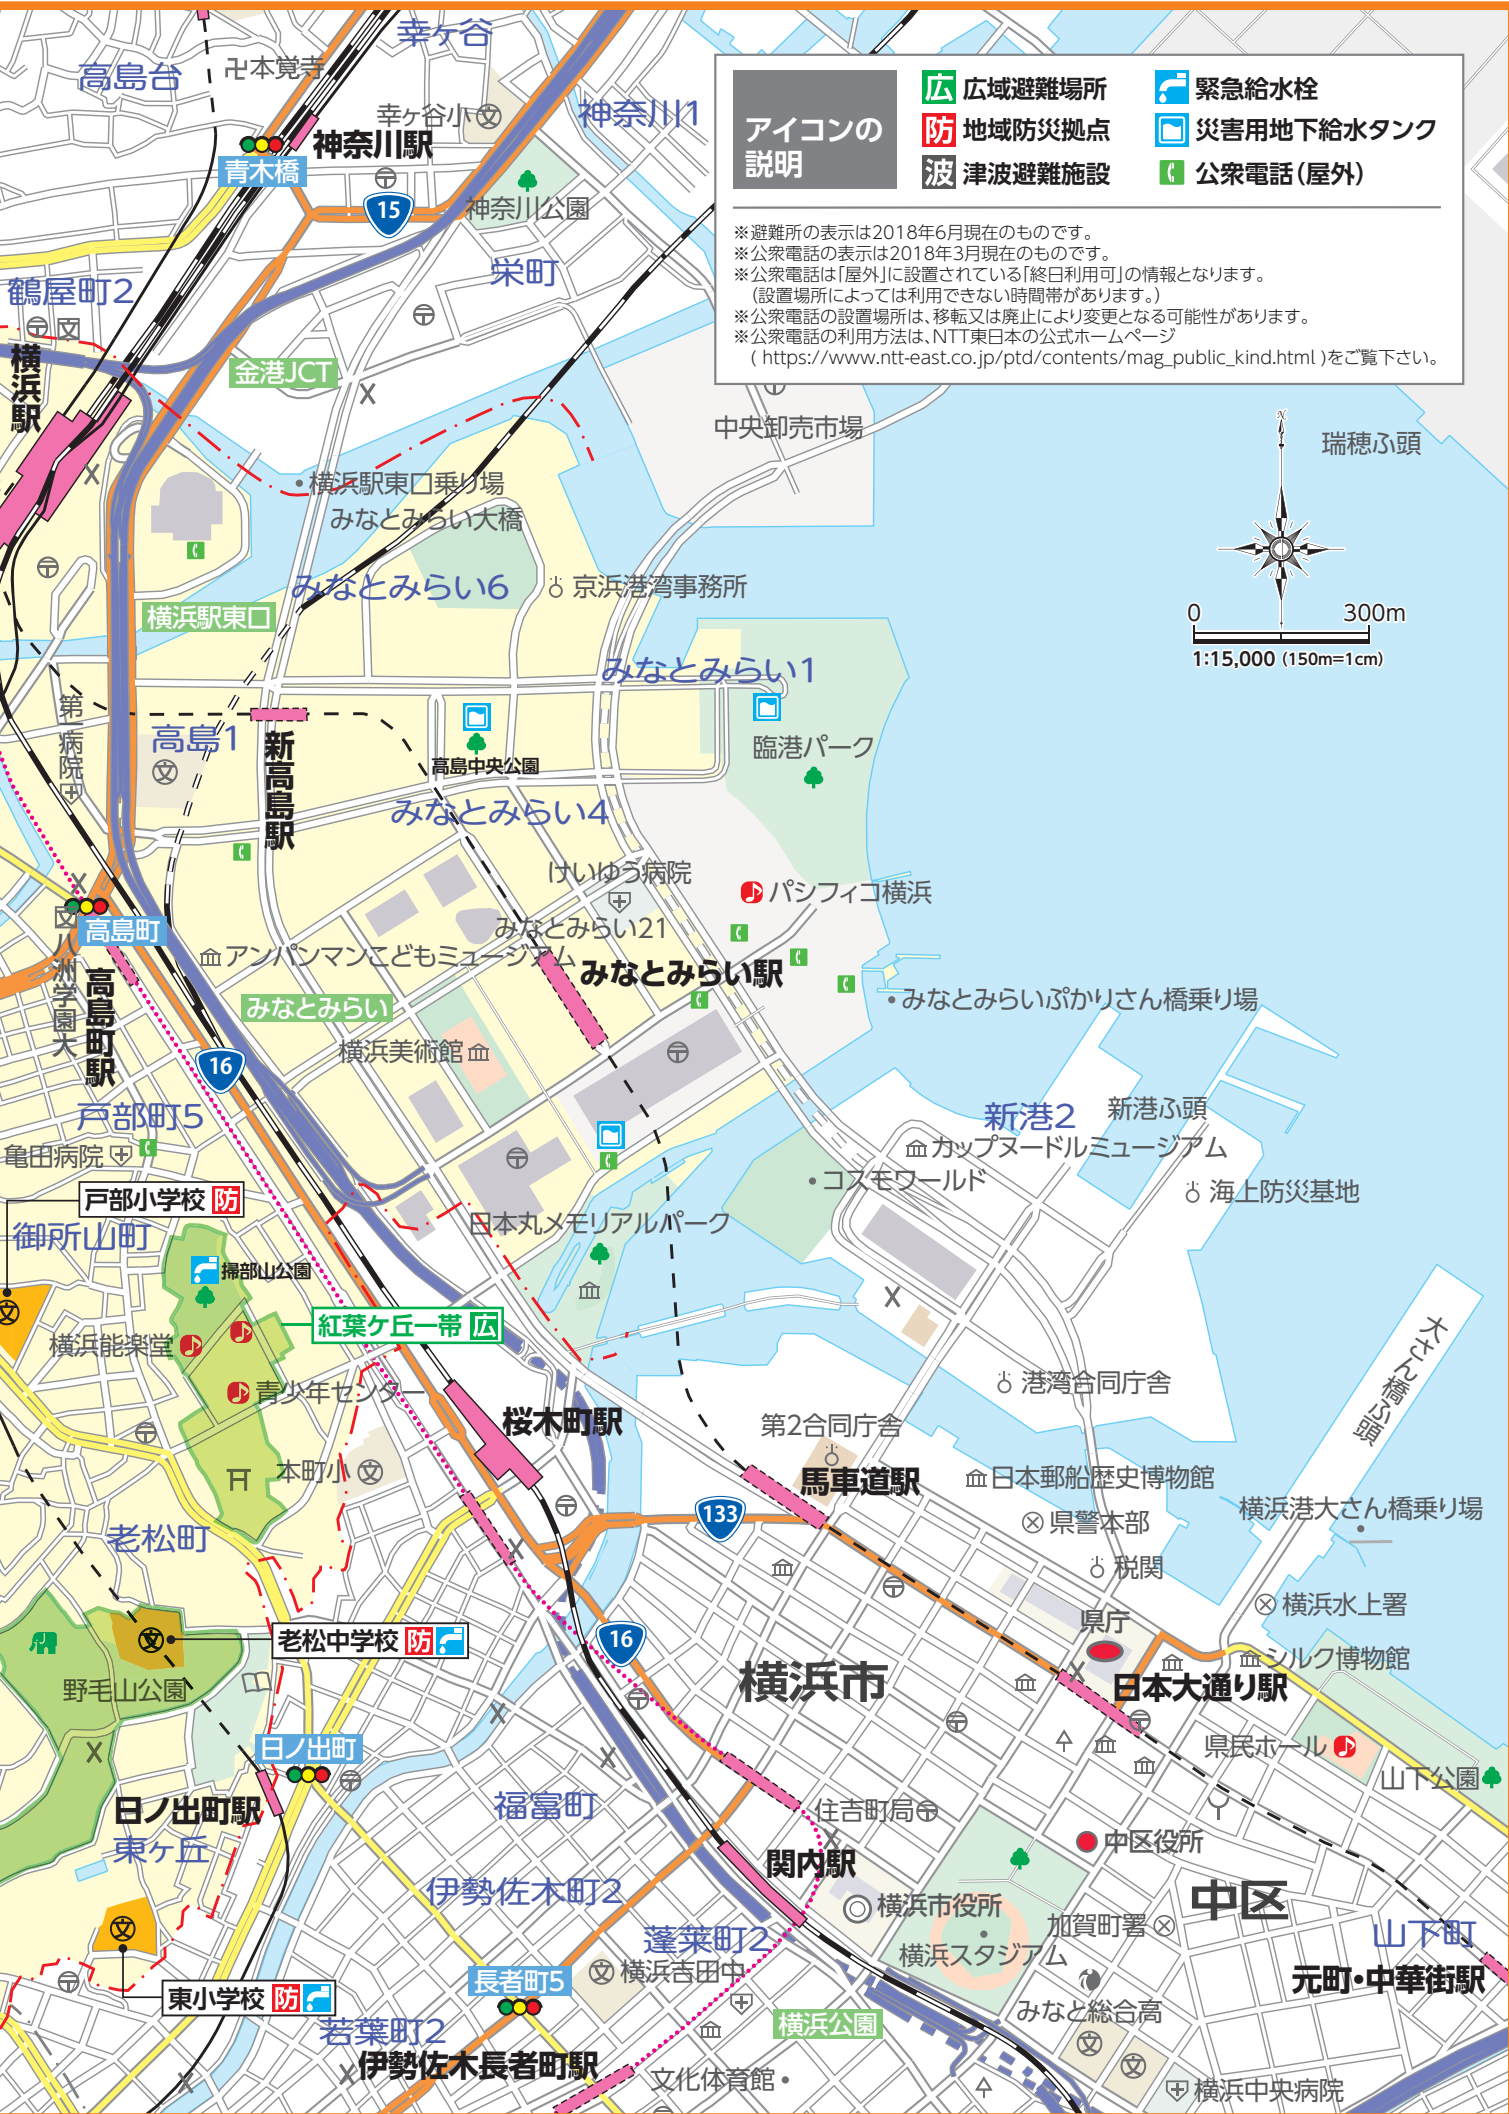 アイコンの
説明
広 広域避難場所
防 地域防災拠点
波 津波避難施設
緊急給水栓
災害用地下給水タンク
公衆電話(屋外)
※避難所の表示は2018年6月現在のものです。
※公衆電話の表示は2018年3月現在のものです。
※公衆電話は「屋外」に設置されている「終日利用可」の情報となります。
(設置場所によっては利用できない時間帯があります。)
※公衆電話の設置場所は、移転又は廃止により変更となる可能性があります。
※公衆電話の利用方法は、NTT東日本の公式ホームページ
( https://www.ntt-east.co.jp/ptd/contents/mag_public_kind.html )をご覧下さい。
幸ヶ谷
高島台
卍本覚寺
幸ヶ谷小
文
神奈川1
神奈川駅
青木橋
15
神奈川公園
栄町
鶴屋町2
文
横浜駅
金港JCT
中央卸売市場
瑞穂ふ頭
N
横浜駅東口乗り場
みなとみらい大橋
みなとみらい6
京浜港湾事務所
横浜駅東口
0 300m
1:15,000 (150m=1cm)
みなとみらい1
第一病院
高島1
文
新高島駅
高島中央公園
臨港パーク
みなとみらい4
けいゆう病院
パシフィコ横浜
高島町
文八洲学園大
みなとみらい21
アンパンマンこどもミュージアム
みなとみらい駅
高島町駅
みなとみらい
みなとみらいぷかりさん橋乗り場
横浜美術館
16
戸部町5
新港2
新港ふ頭
亀田病院
カップヌードルミュージアム
コスモワールド
海上防災基地
戸部小学校 防
御所山町
日本丸メモリアルパーク
掃部山公園
文
紅葉ケ丘一帯 広
横浜能楽堂
大さん橋ふ頭
青少年センター
港湾合同庁舎
桜木町駅
第2合同庁舎
本町小
文
馬車道駅
日本郵船歴史博物館
133
県警本部
横浜港大さん橋乗り場
老松町
税関
横浜水上署
老松中学校 防
文
16
県庁
シルク博物館
野毛山公園
横浜市
日本大通り駅
日ノ出町
県民ホール
山下公園
日ノ出町駅
福富町
住吉町局
東ヶ丘
中区役所
関内駅
伊勢佐木町2
中区
横浜市役所
加賀町署
文
蓬莱町2
横浜スタジアム
山下町
文
横浜吉田中
長者町5
元町・中華街駅
東小学校 防
みなと総合高
横浜公園
若葉町2
文
文
伊勢佐木長者町駅
文化体育館
横浜中央病院